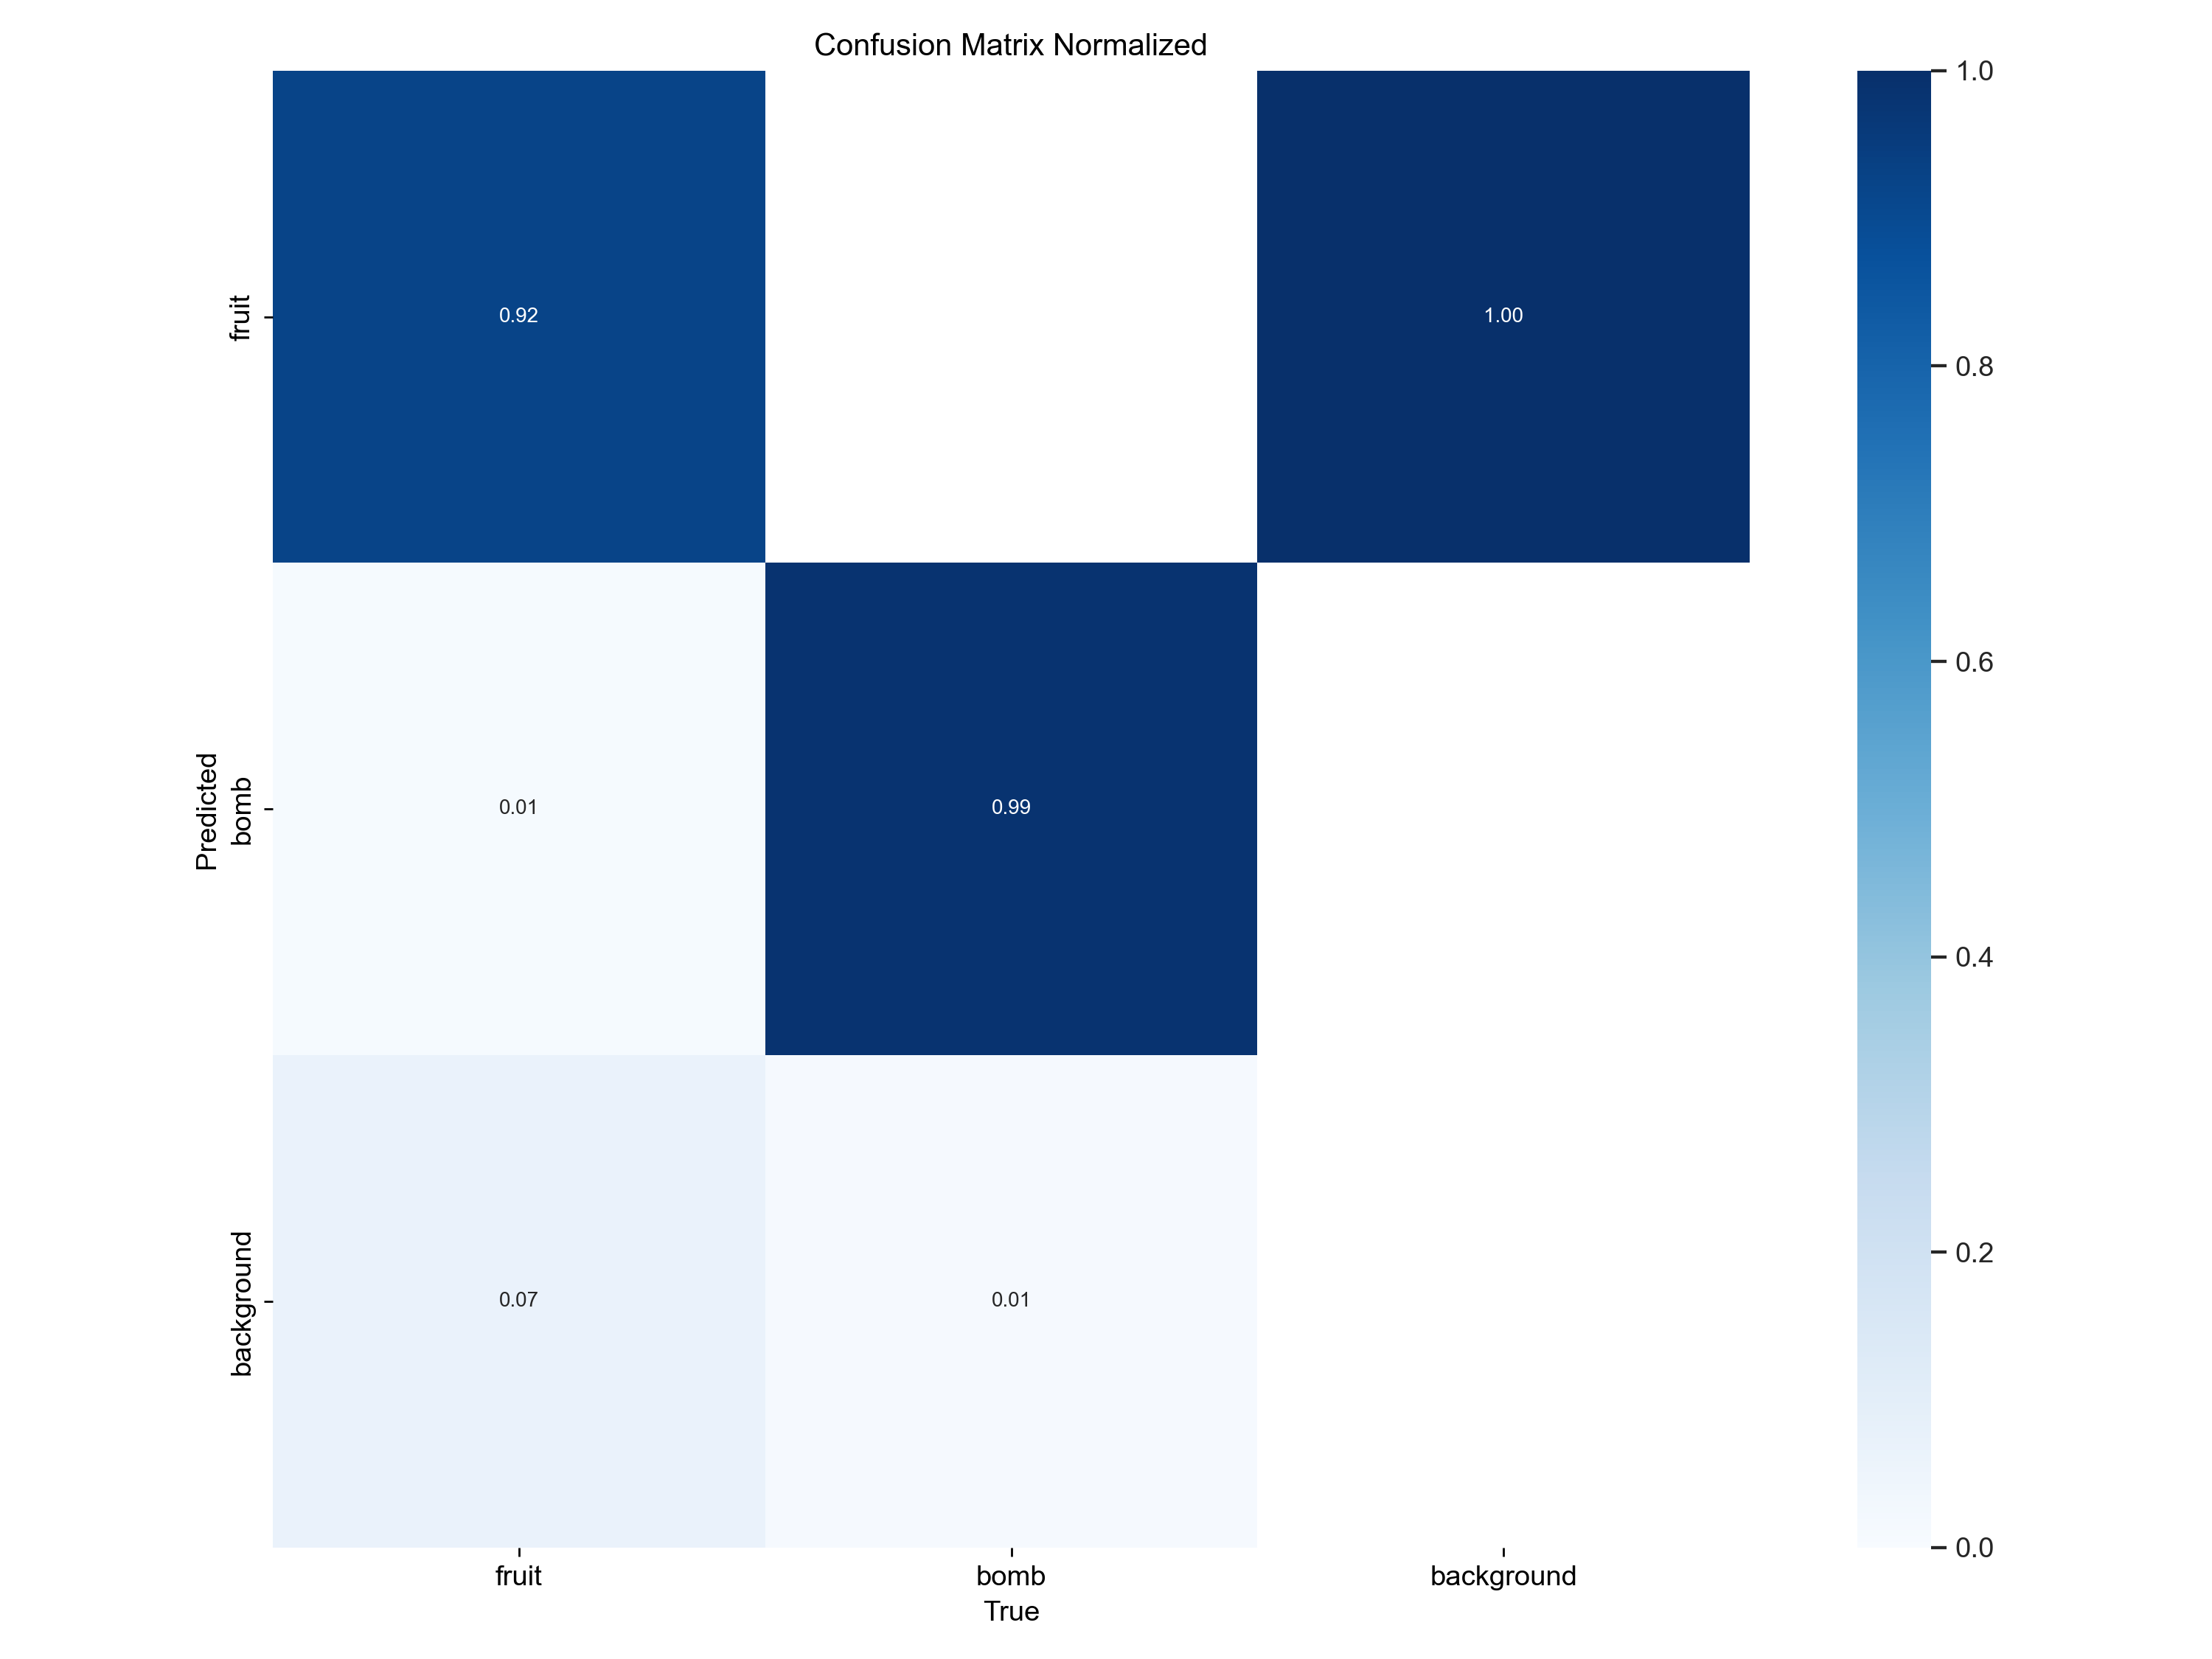 Confusion Matrix Normalized
1.0
0.8
0.6
0.4
0.2
0.0
Predicted
fruit
0.92
1.00
bomb
0.01
0.99
background
0.07
0.01
fruit
bomb
background
True